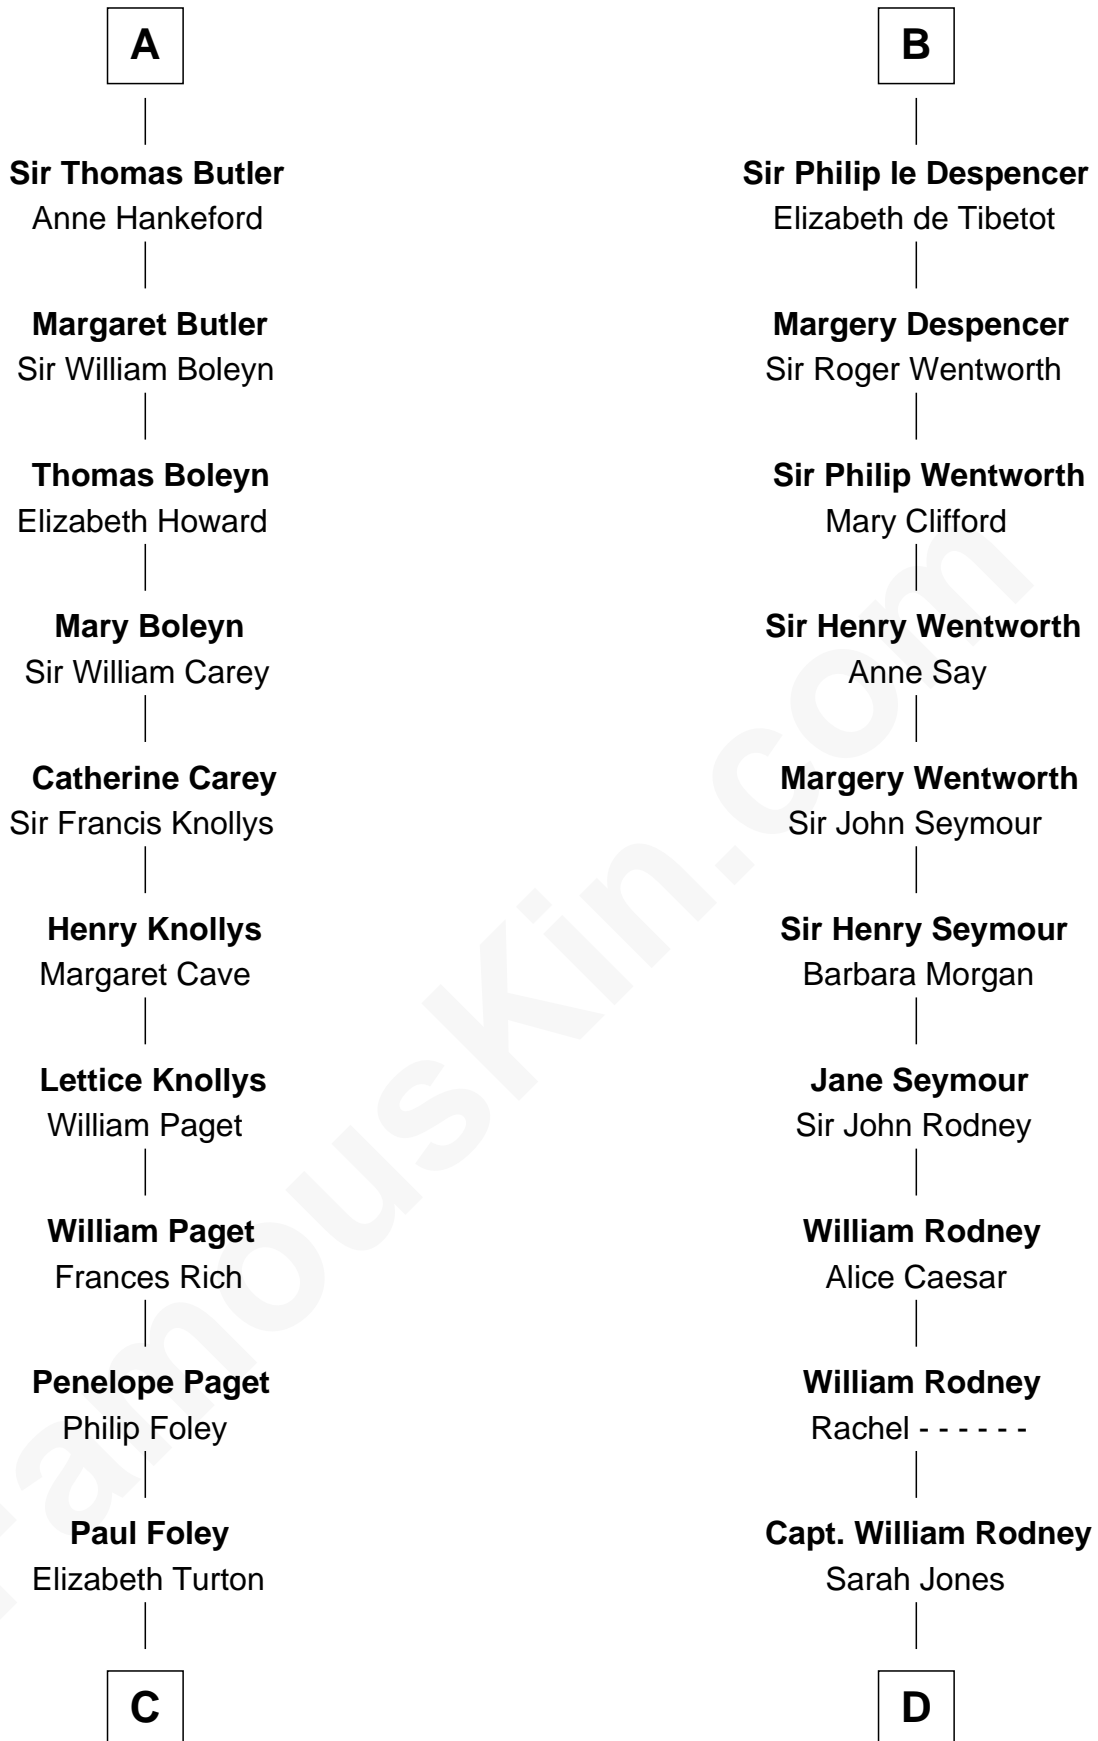 A
Sir Thomas Butler
Anne Hankeford
Margaret Butler
Sir William Boleyn
Thomas Boleyn
Elizabeth Howard
Mary Boleyn
Sir William Carey
Catherine Carey
Sir Francis Knollys
Henry Knollys
Margaret Cave
Lettice Knollys
William Paget
William Paget
Frances Rich
Penelope Paget
Philip Foley
Paul Foley
Elizabeth Turton
C
B
Sir Philip le Despencer
Elizabeth de Tibetot
Margery Despencer
Sir Roger Wentworth
Sir Philip Wentworth
Mary Clifford
Sir Henry Wentworth
Anne Say
Margery Wentworth
Sir John Seymour
Sir Henry Seymour
Barbara Morgan
Jane Seymour
Sir John Rodney
William Rodney
Alice Caesar
William Rodney
Rachel - - - - - -
Capt. William Rodney
Sarah Jones
D
FamousKin.com